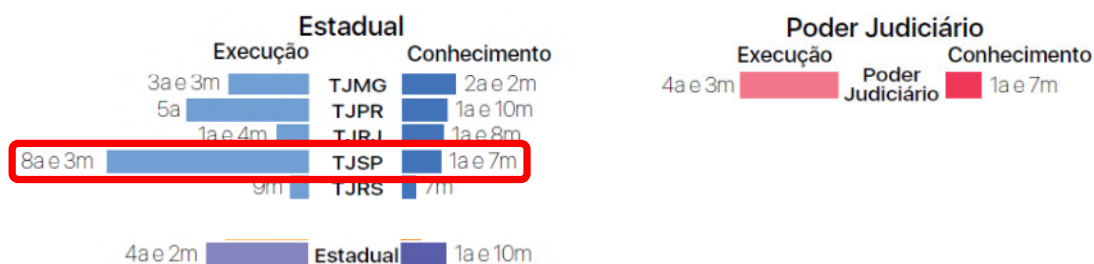 Estadual
Execução Conhecimento
3a e 3m TJMG 2a e 2m
5a TJPR 1a e 10m
1a e 4m TJRJ 1a e 8m
8a e 3m TJSP 1a e 7m
9m TJRS 7m
4a e 2m Estadual 1a e 10m
Poder Judiciário
Execução Conhecimento
4a e 3m Poder Judiciário 1a e 7m